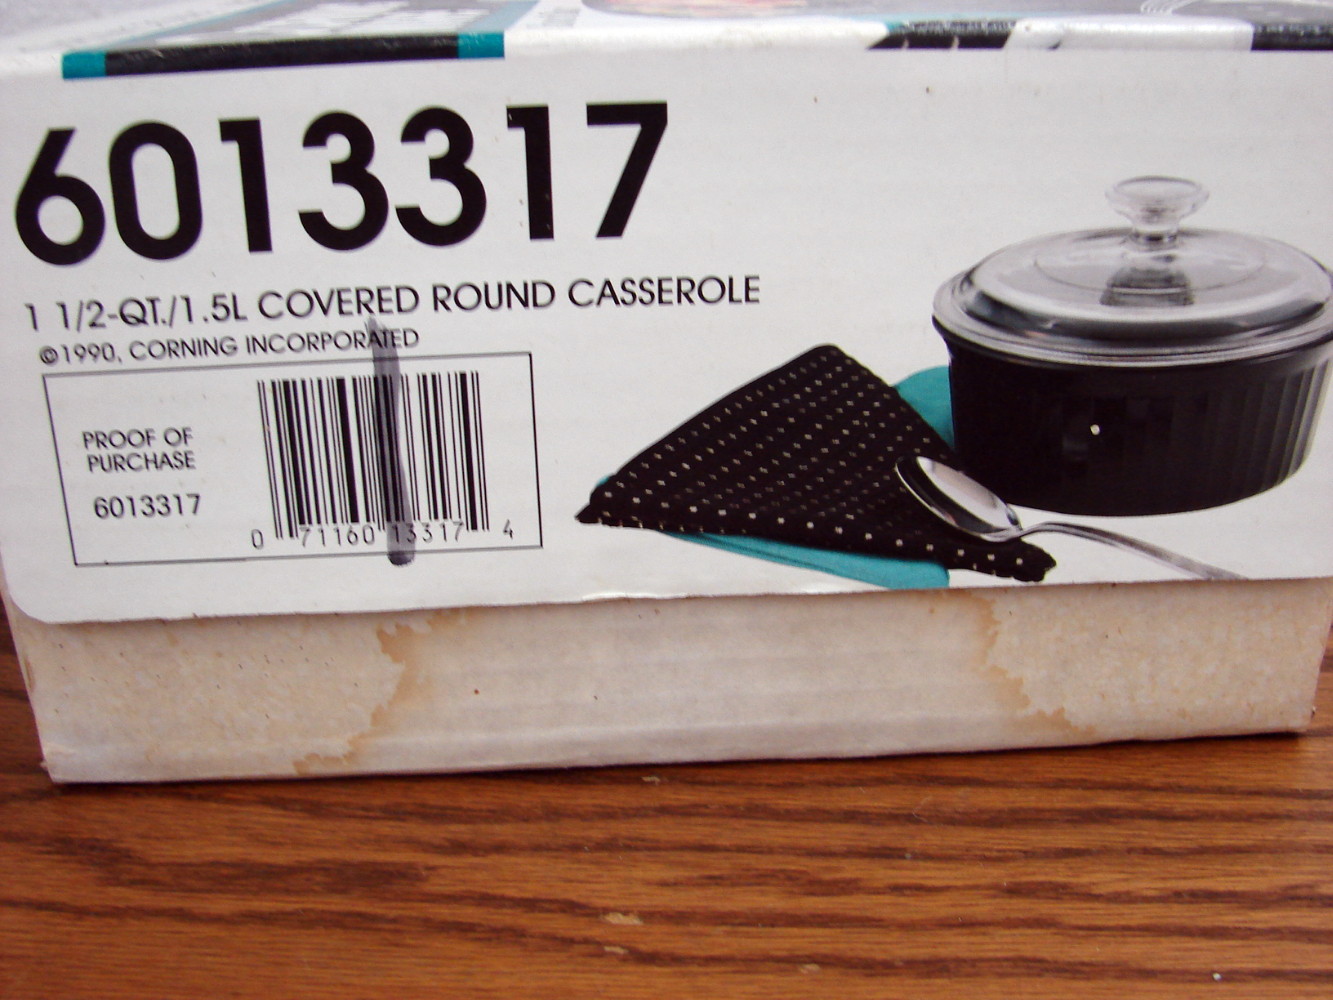 6013317
1 1/2-QT./1.5L COVERED ROUND CASSEROLE
©1990, CORNING INCORPORATED
PROOF OF
PURCHASE
6013317
0 71160 13317 4